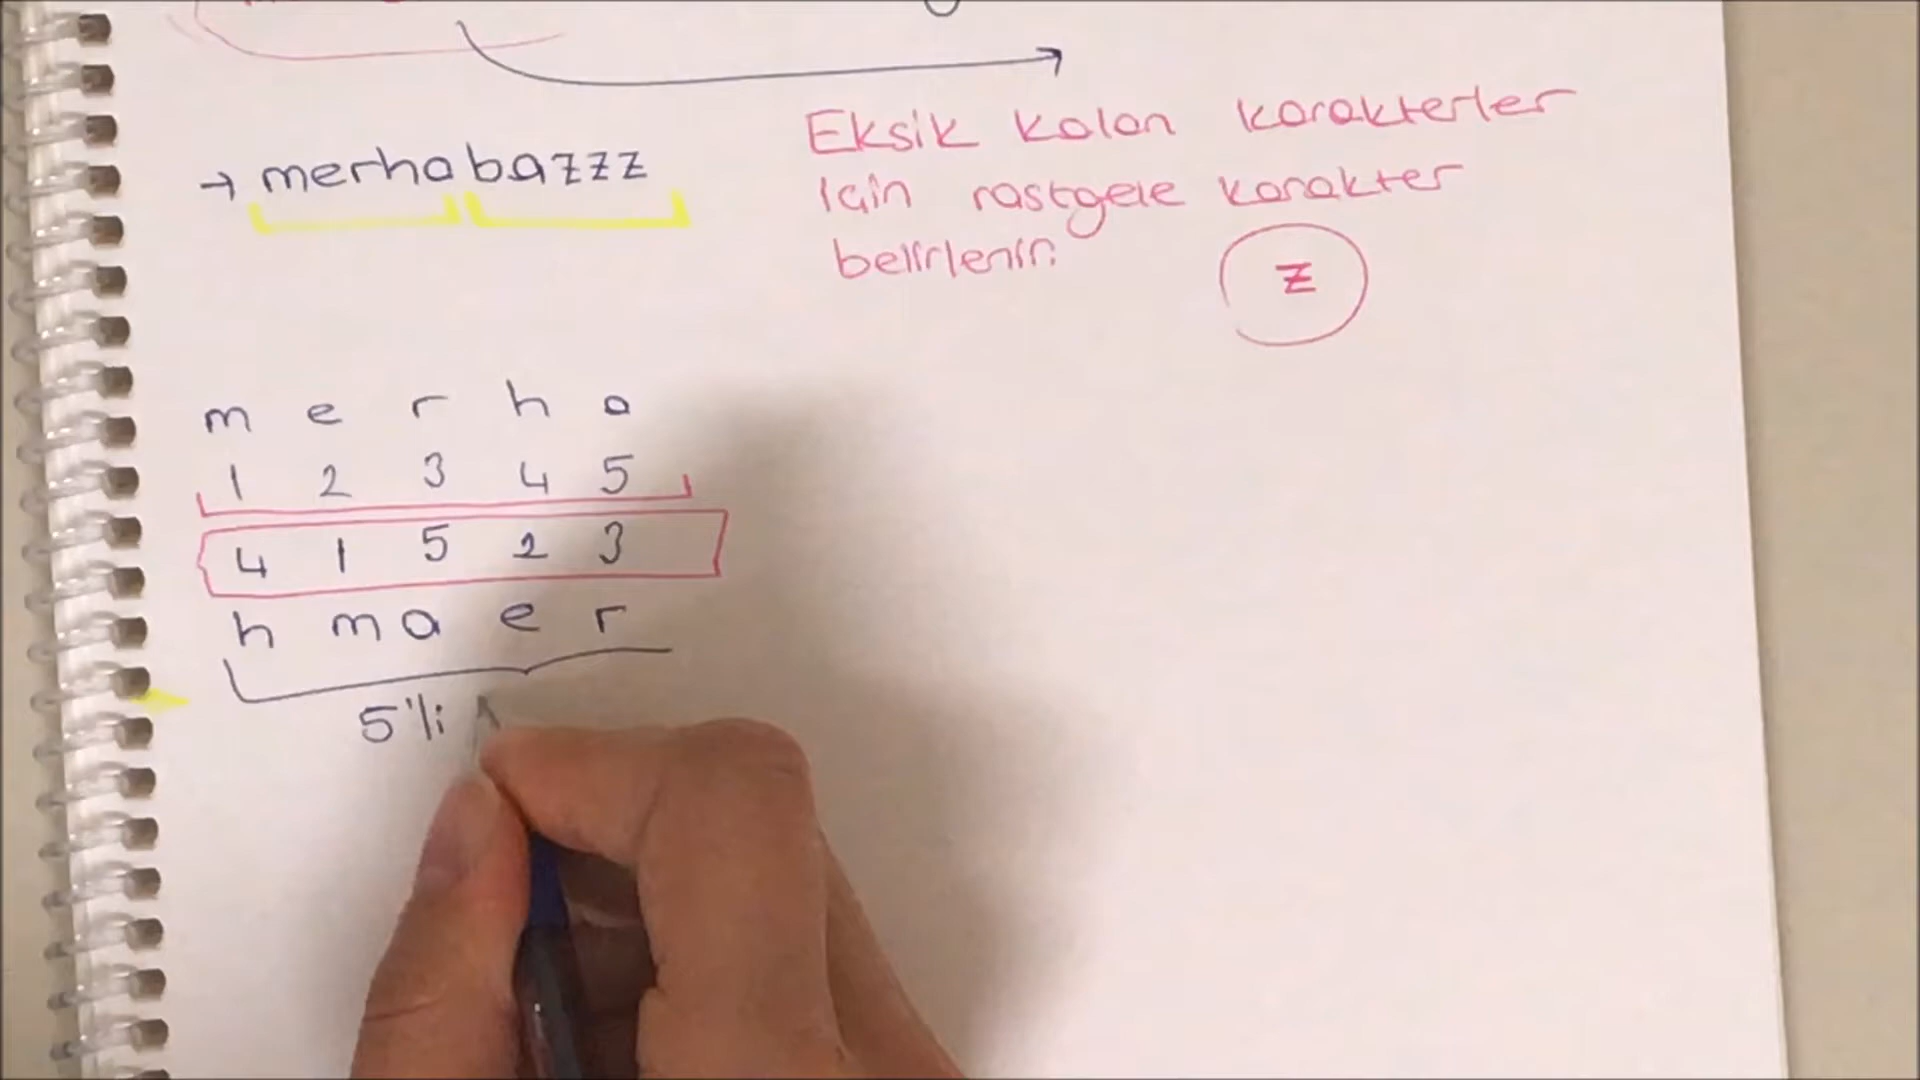 → merhabazzz
Eksik kalan karakterler
için rastgele karakter
belirlenir.
z
m e r h a
1 2 3 4 5
4 1 5 2 3
h m a e r
5'li